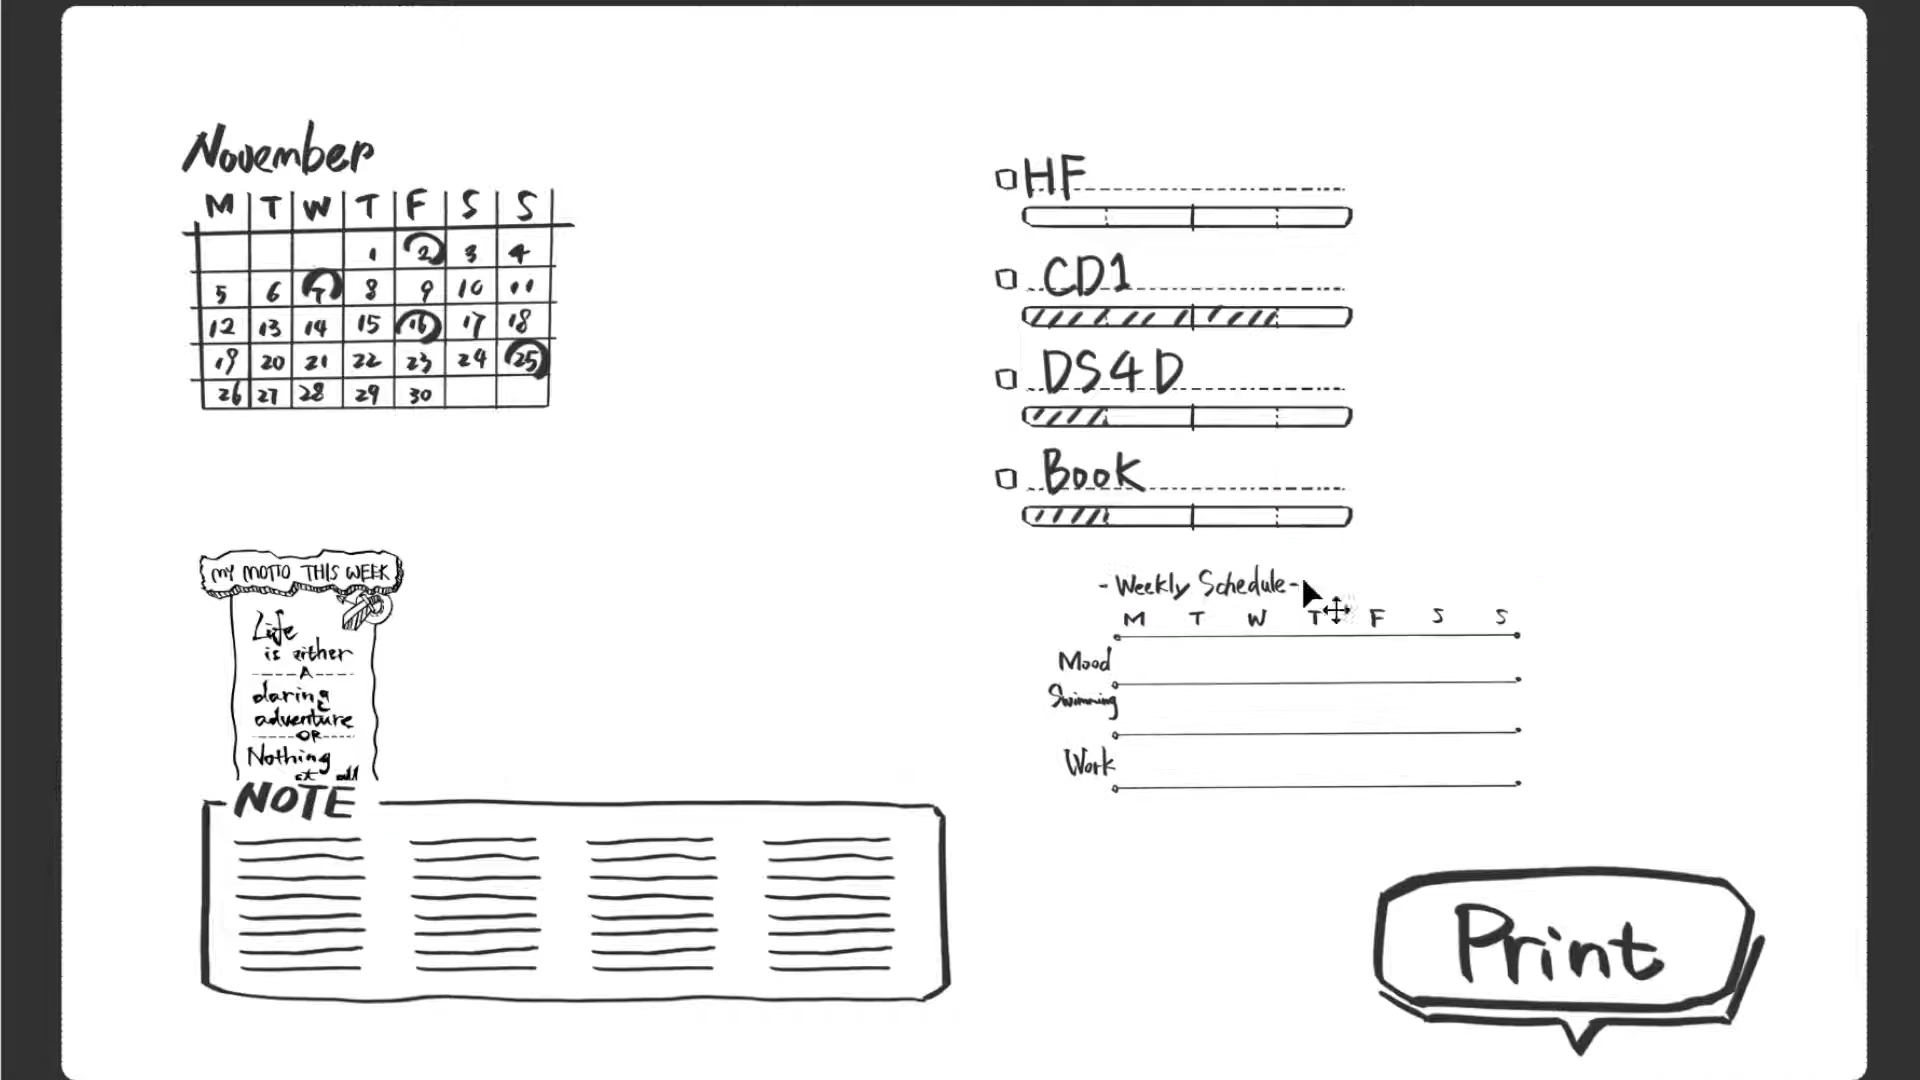 November
M T W T F S S
1 2 3 4
5 6 7 8 9 10 11
12 13 14 15 16 17 18
19 20 21 22 23 24 25
26 27 28 29 30
HF
CD1
DS4D
Book
MY MOTTO THIS WEEK
Life
is either
A
daring
adventure
OR
Nothing
at all
-Weekly Schedule-
M T W T F S S
Mood
Swimming
Work
NOTE
Print